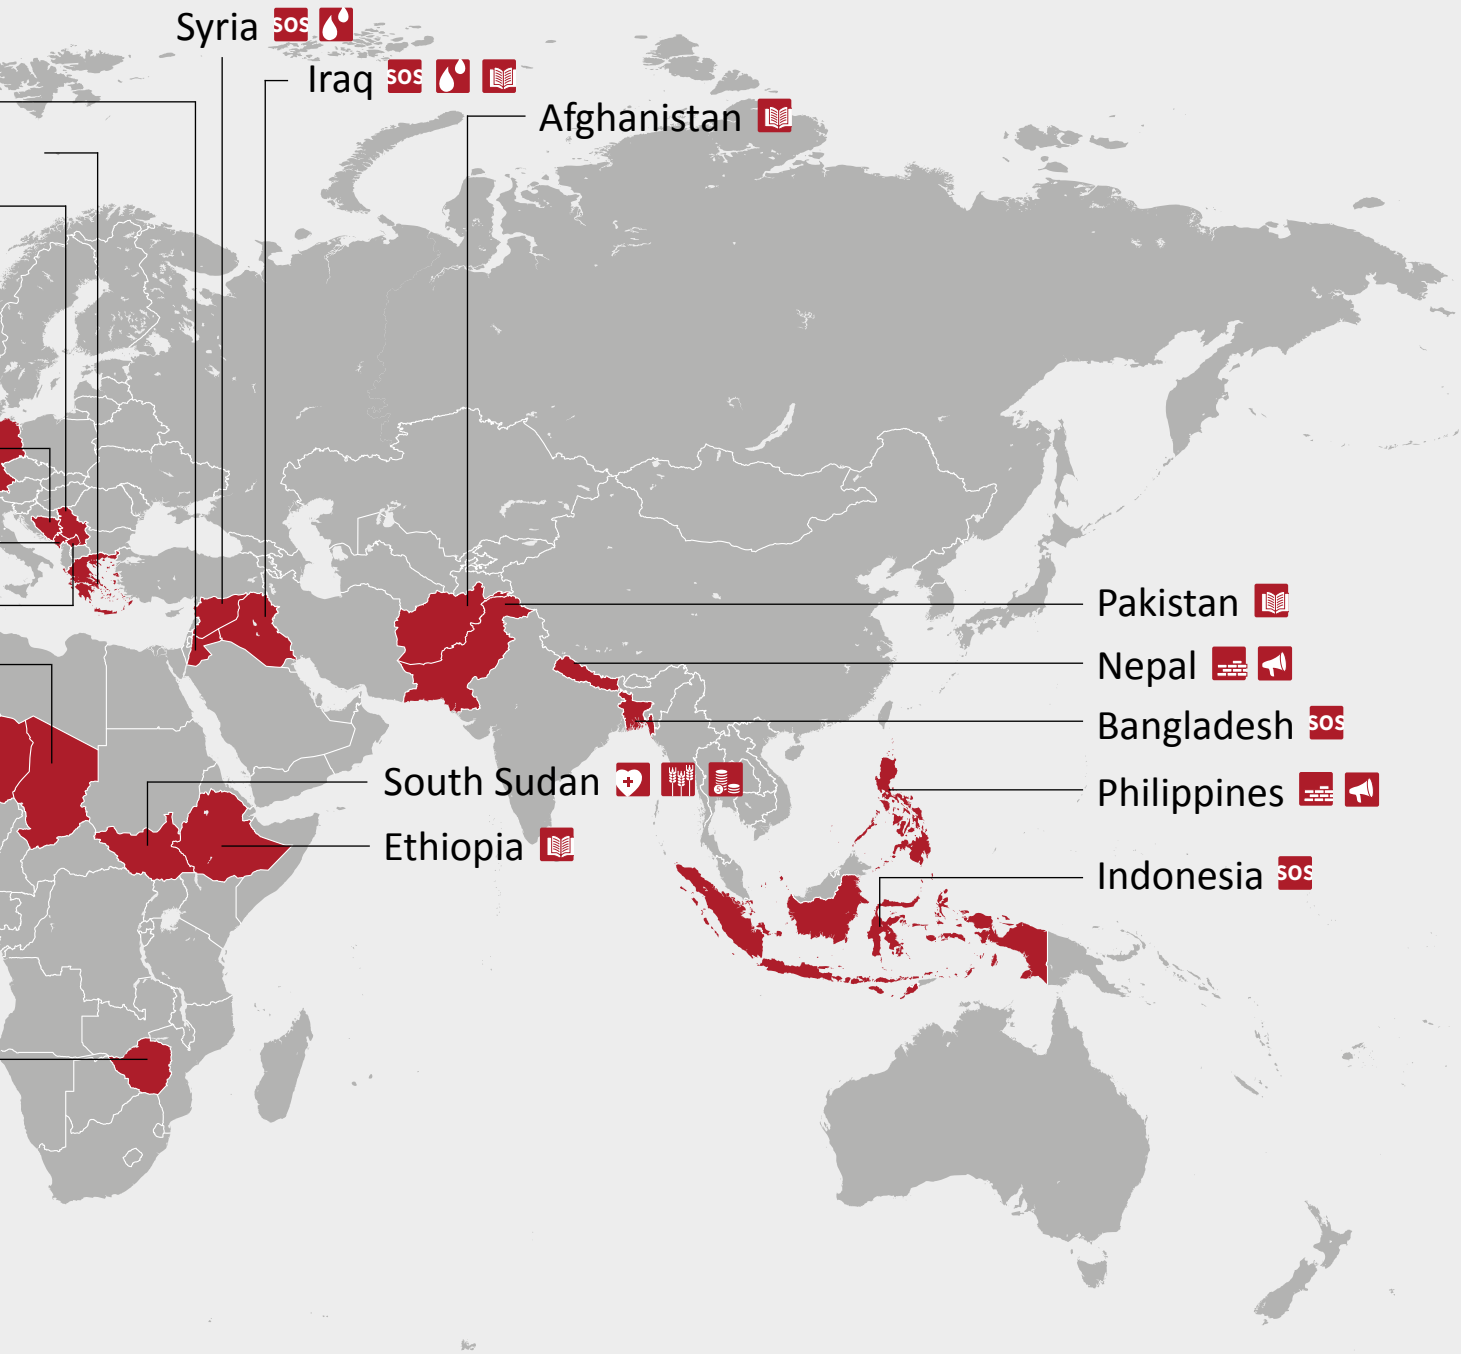 Syria SOS
Iraq SOS
Afghanistan
Pakistan
Nepal
Bangladesh SOS
South Sudan
Philippines
Ethiopia
Indonesia SOS